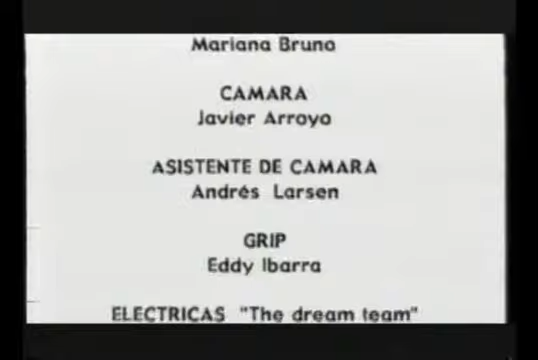 Mariana Bruno
CAMARA
Javier Arroyo
ASISTENTE DE CAMARA
Andrés Larsen
GRIP
Eddy Ibarra
ELECTRICAS "The dream team"